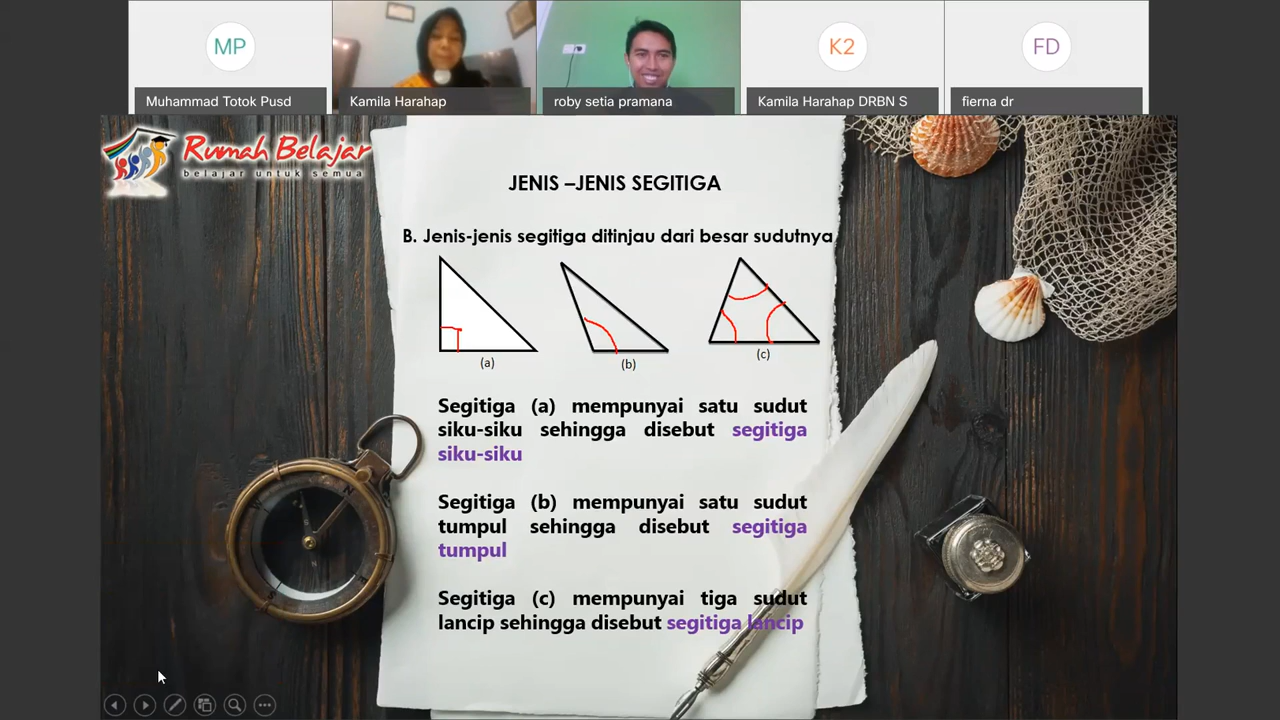 MP
K2
FD
Muhammad Totok Pusd
Kamila Harahap
roby setia pramana
Kamila Harahap DRBN S
fierna dr
Rumah Belajar
belajar untuk semua
JENIS –JENIS SEGITIGA
B. Jenis-jenis segitiga ditinjau dari besar sudutnya
(a)
(b)
(c)
Segitiga (a) mempunyai satu sudut
siku-siku sehingga disebut segitiga
siku-siku
Segitiga (b) mempunyai satu sudut
tumpul sehingga disebut segitiga
tumpul
Segitiga (c) mempunyai tiga sudut
lancip sehingga disebut segitiga lancip